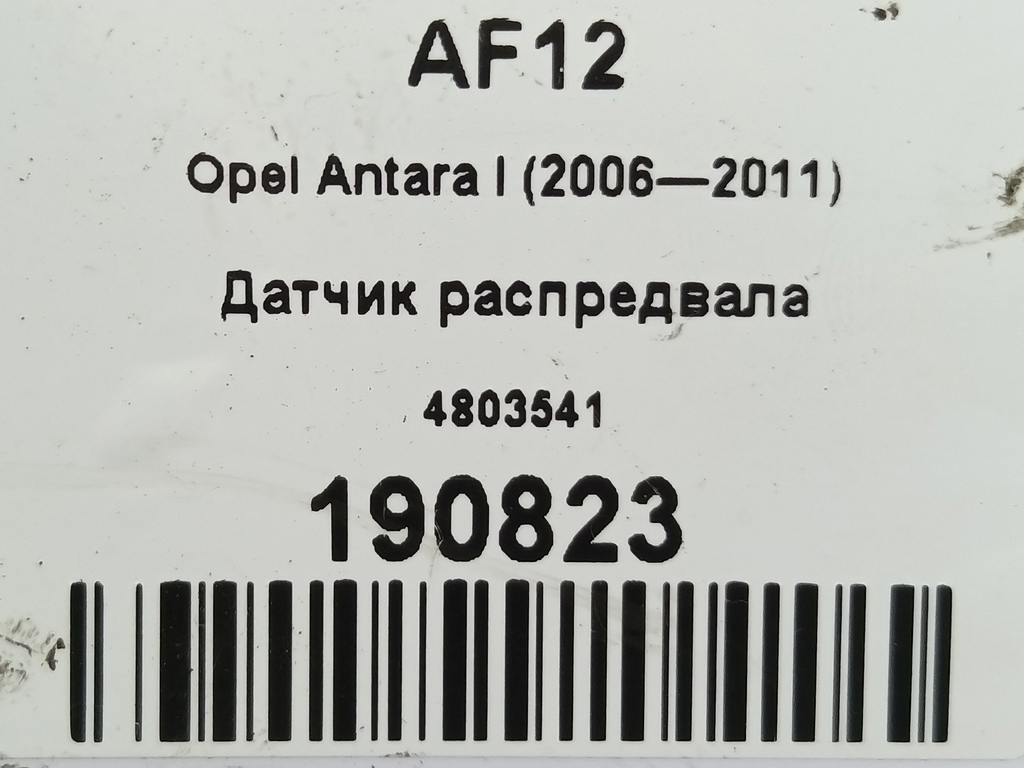 AF12
Opel Antara I (2006—2011)
Датчик распредвала
4803541
190823